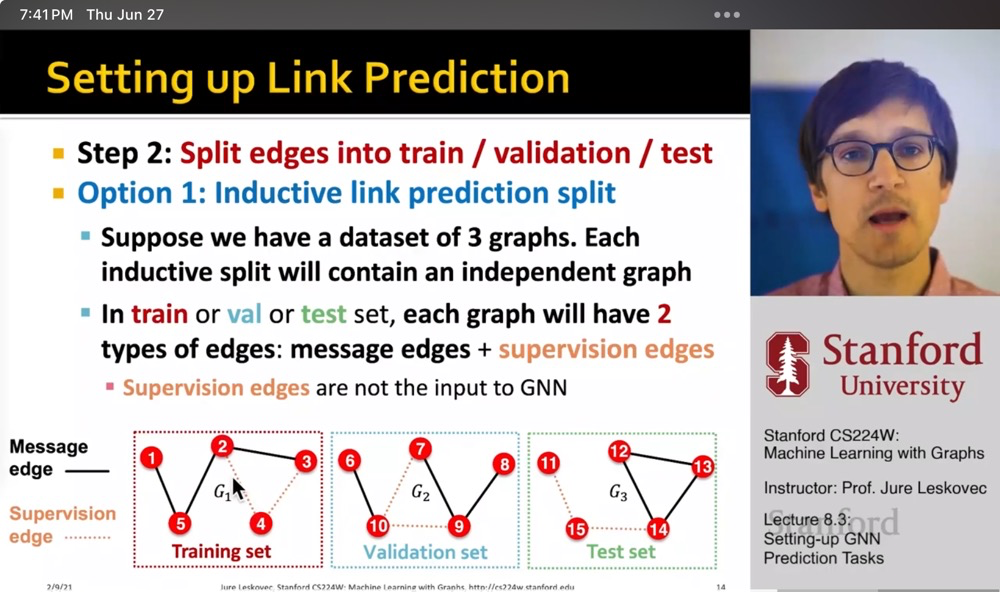 7:41 PM Thu Jun 27
Setting up Link Prediction
Step 2: Split edges into train / validation / test
Option 1: Inductive link prediction split
Suppose we have a dataset of 3 graphs. Each
inductive split will contain an independent graph
In train or val or test set, each graph will have 2
types of edges: message edges + supervision edges
Supervision edges are not the input to GNN
Message
edge
Supervision
edge
1
2
3
5
4
G1
Training set
6
7
8
10
9
G2
Validation set
11
12
13
15
14
G3
Test set
2/9/21
Jure Leskovec, Stanford CS224W: Machine Learning with Graphs, http://cs224w.stanford.edu
14
Stanford
University
Stanford CS224W:
Machine Learning with Graphs
Instructor: Prof. Jure Leskovec
Lecture 8.3:
Setting-up GNN
Prediction Tasks
Stanford